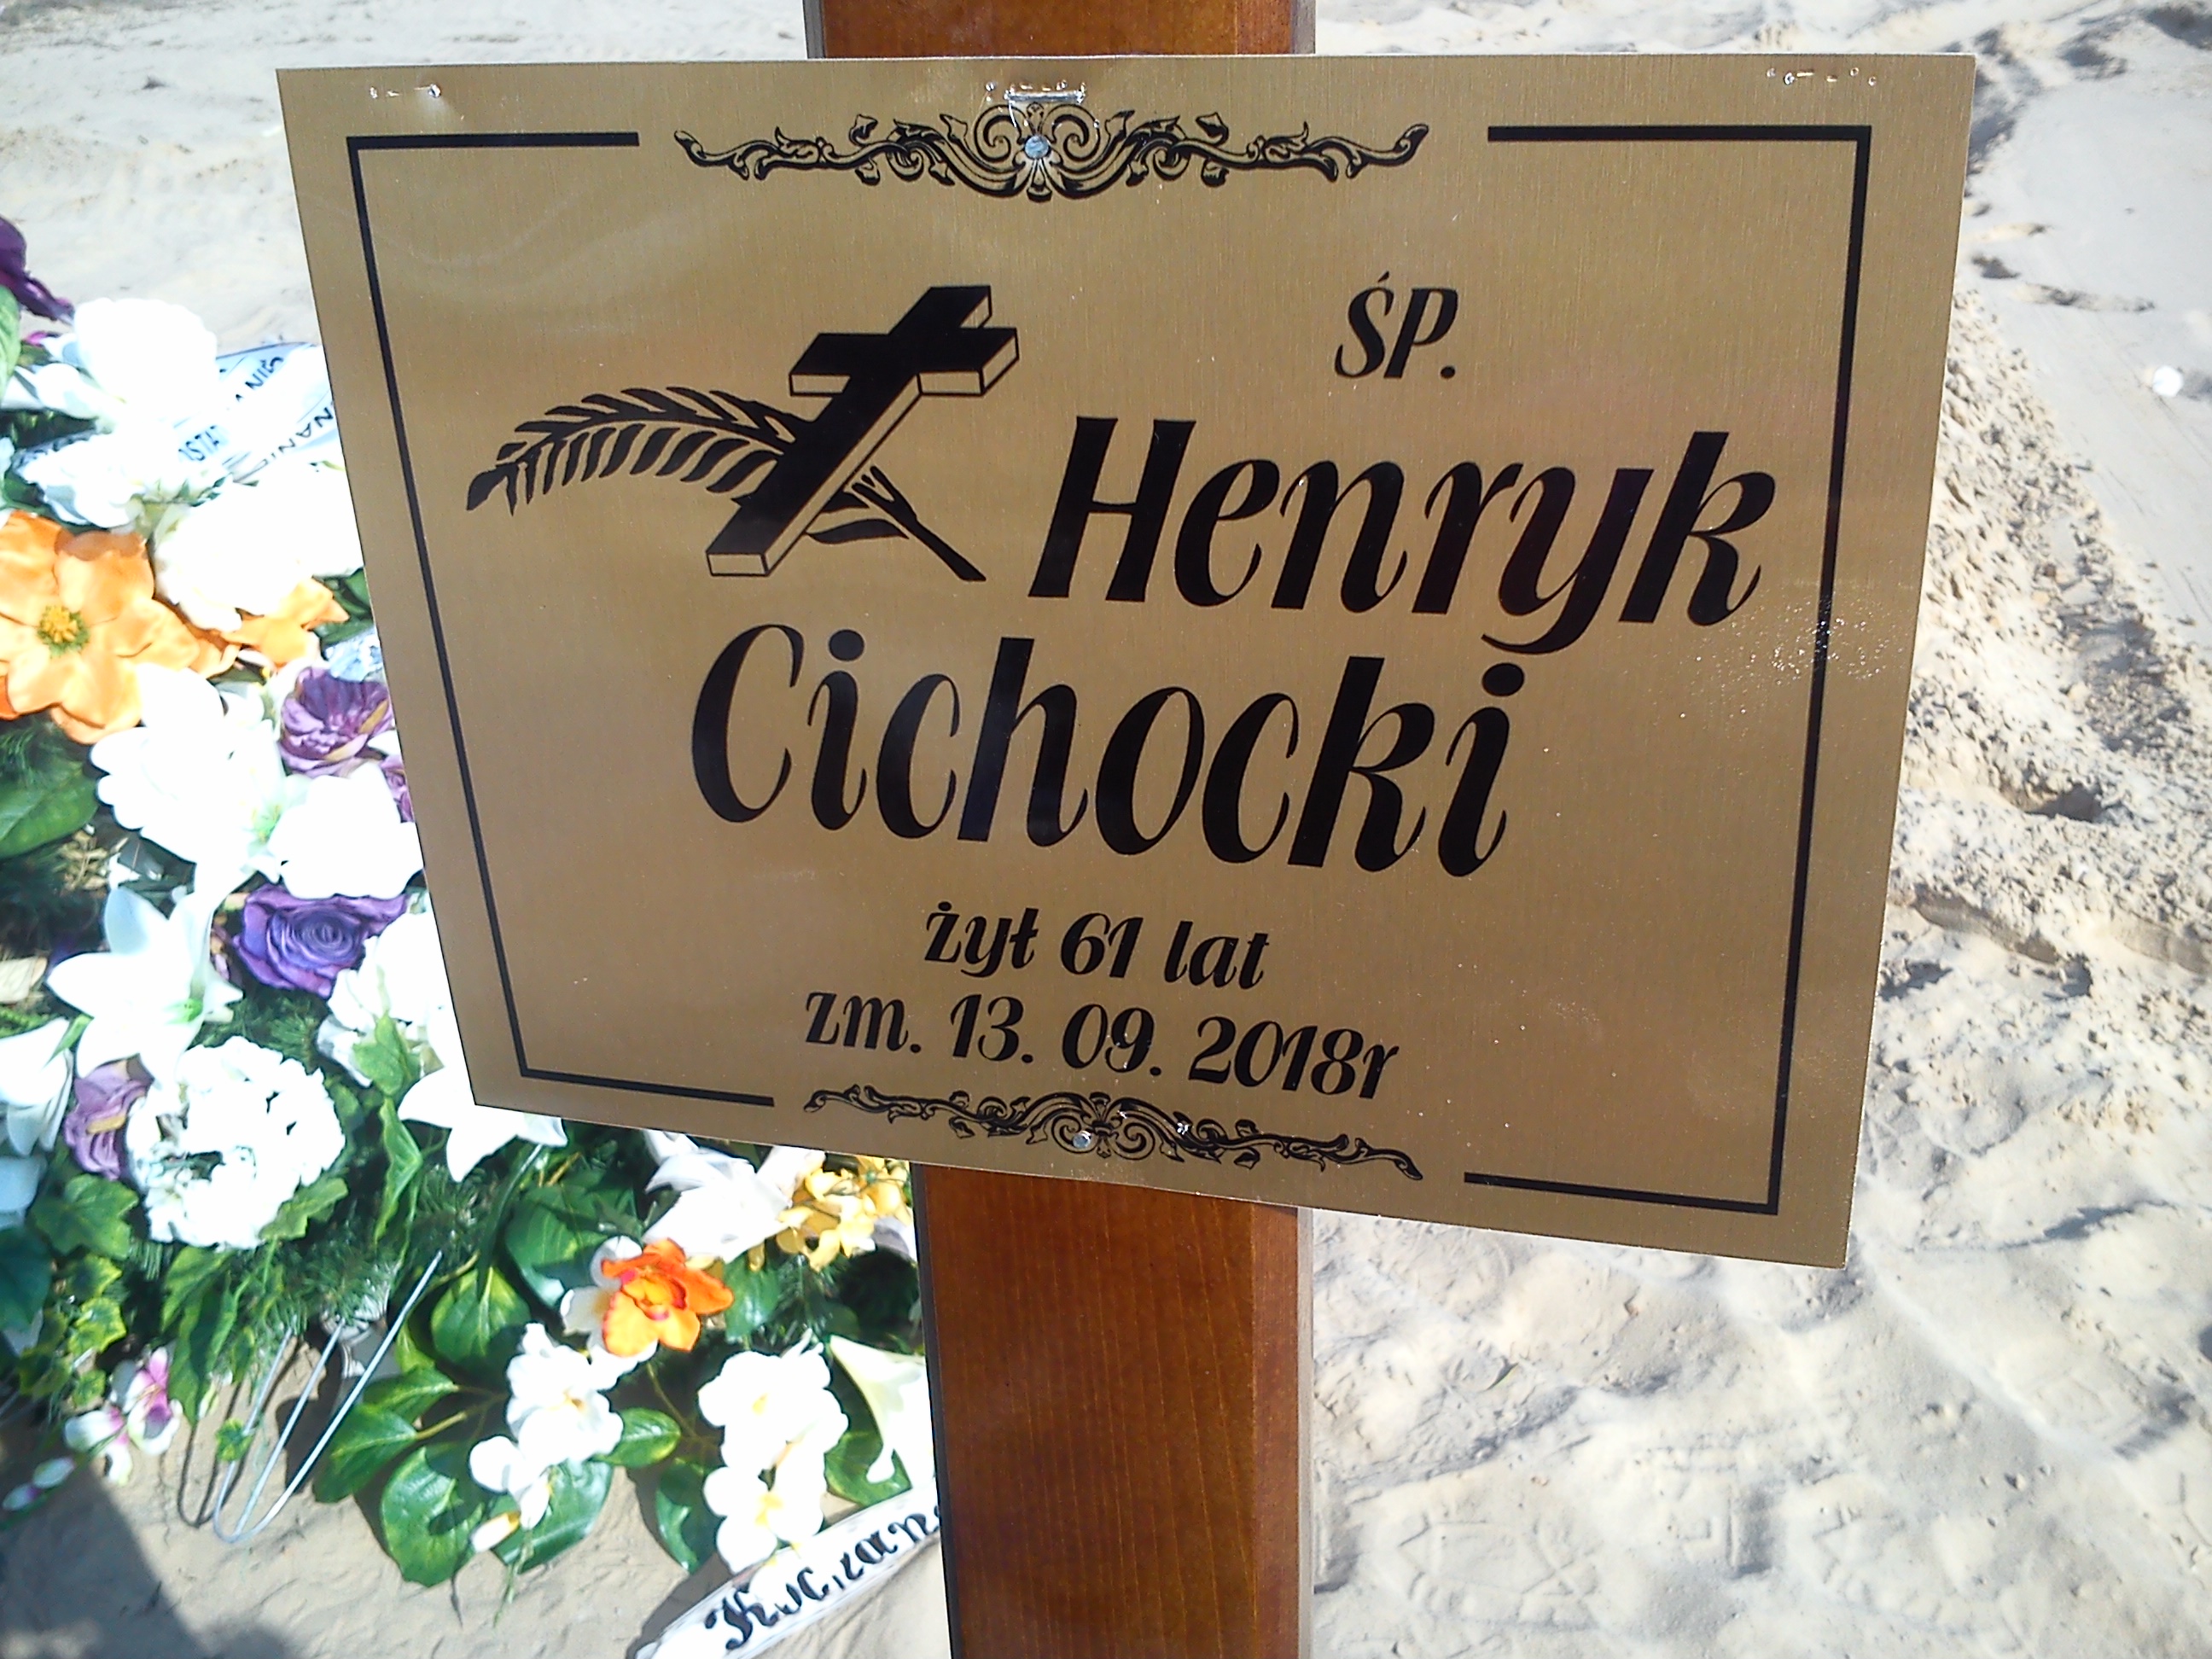 ŚP.
Henryk
Cichocki
żył 61 lat
zm. 13. 09. 2018r